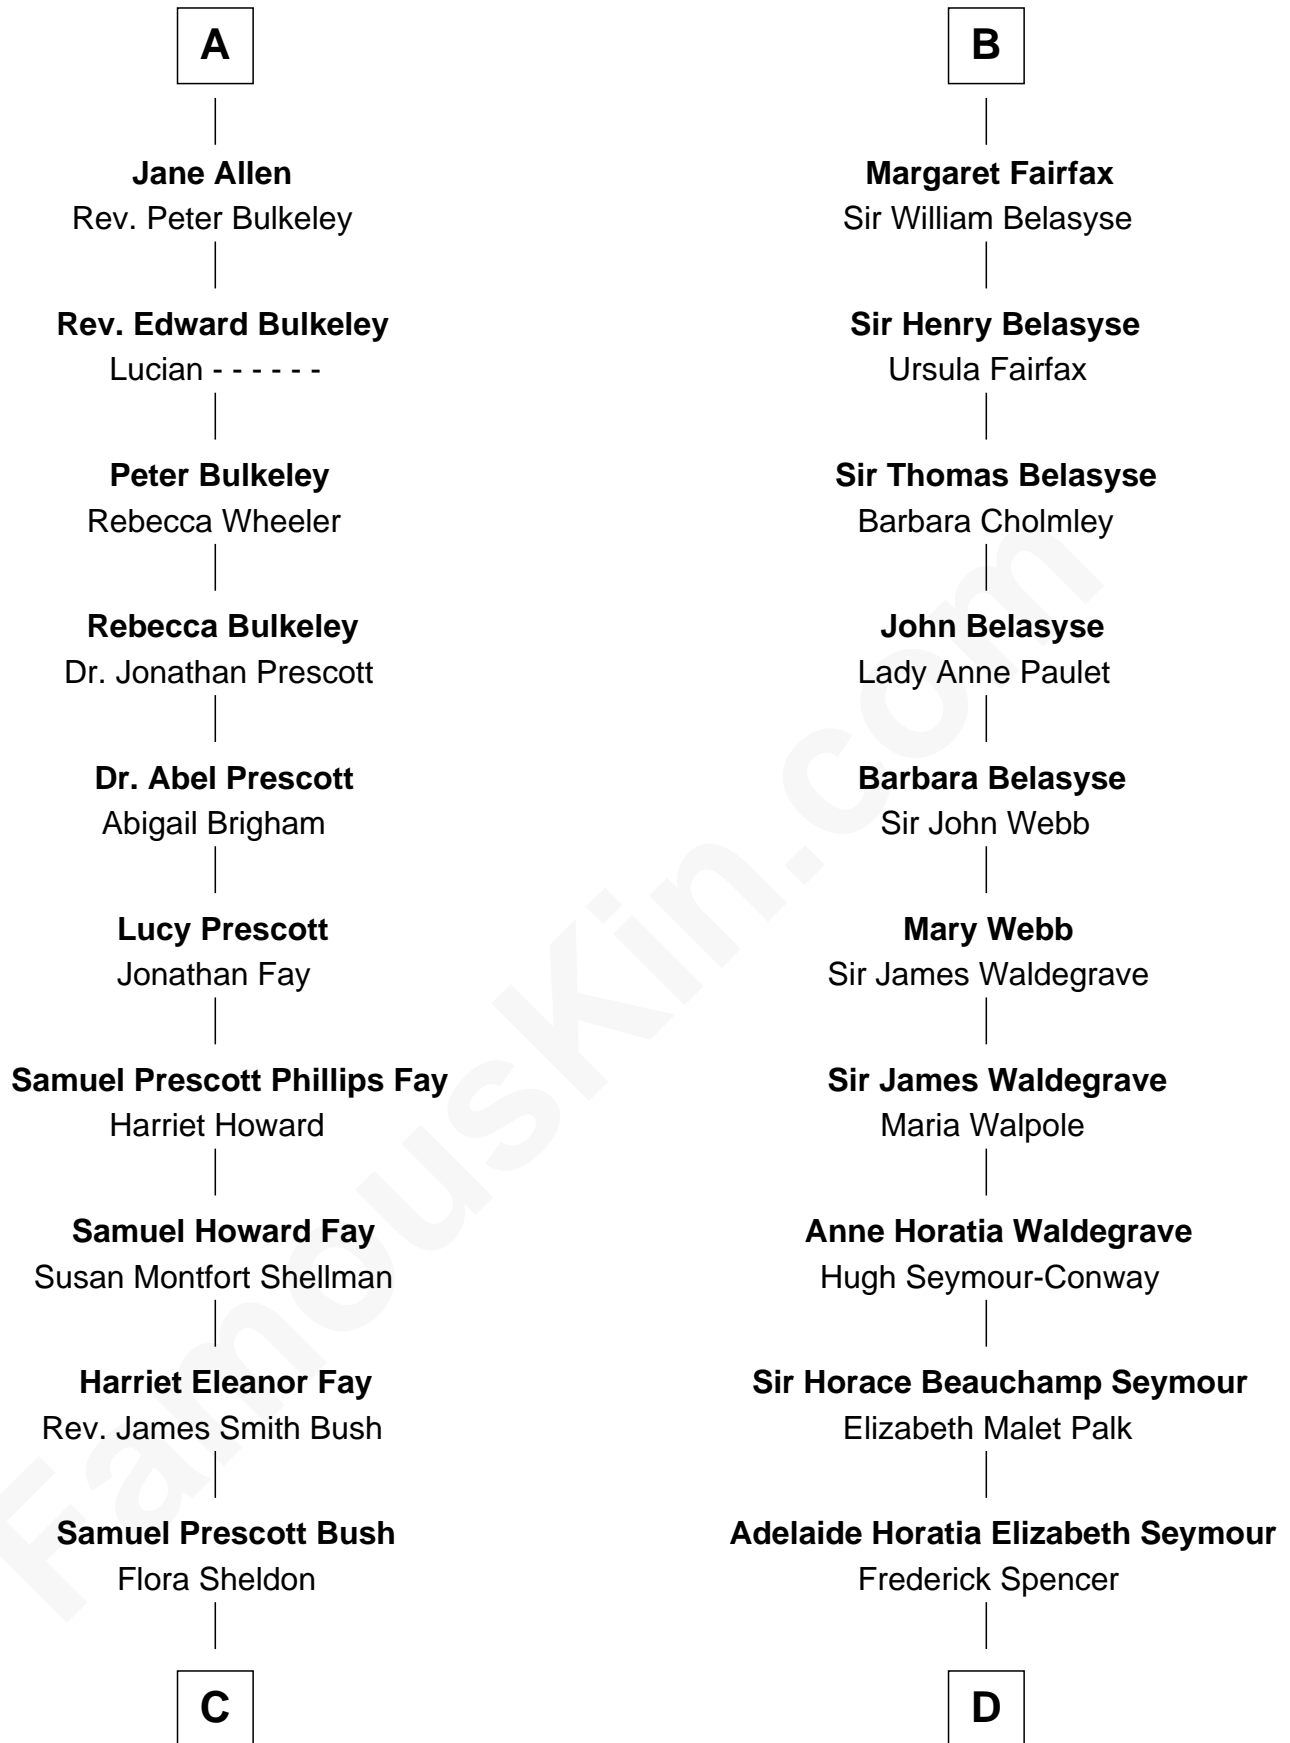 A
Jane Allen
Rev. Peter Bulkeley
Rev. Edward Bulkeley
Lucian - - - - - -
Peter Bulkeley
Rebecca Wheeler
Rebecca Bulkeley
Dr. Jonathan Prescott
Dr. Abel Prescott
Abigail Brigham
Lucy Prescott
Jonathan Fay
Samuel Prescott Phillips Fay
Harriet Howard
Samuel Howard Fay
Susan Montfort Shellman
Harriet Eleanor Fay
Rev. James Smith Bush
Samuel Prescott Bush
Flora Sheldon
C
B
Margaret Fairfax
Sir William Belasyse
Sir Henry Belasyse
Ursula Fairfax
Sir Thomas Belasyse
Barbara Cholmley
John Belasyse
Lady Anne Paulet
Barbara Belasyse
Sir John Webb
Mary Webb
Sir James Waldegrave
Sir James Waldegrave
Maria Walpole
Anne Horatia Waldegrave
Hugh Seymour-Conway
Sir Horace Beauchamp Seymour
Elizabeth Malet Palk
Adelaide Horatia Elizabeth Seymour
Frederick Spencer
D
FamousKin.com